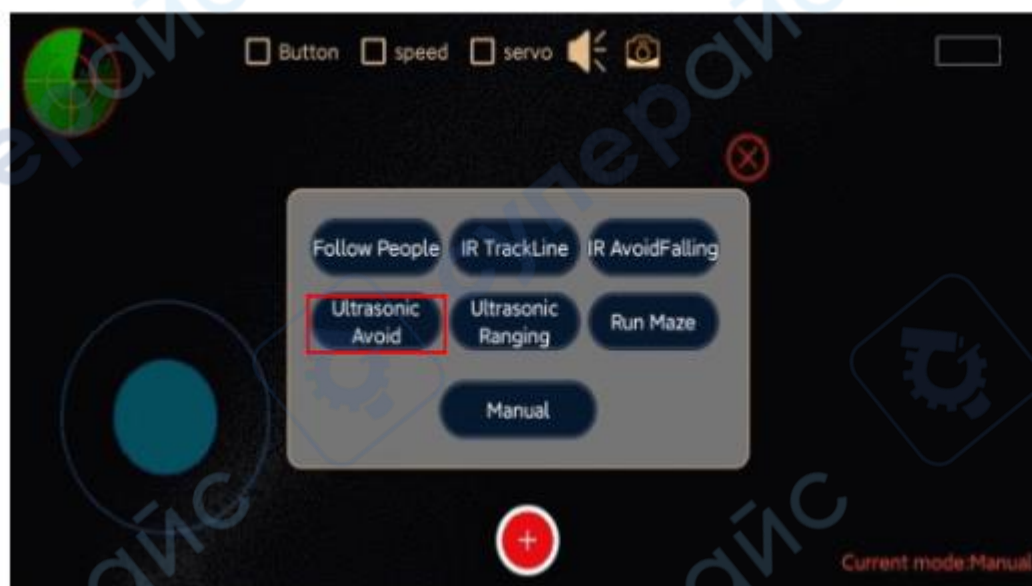 Button speed servo
Follow People IR TrackLine IR AvoidFalling
Ultrasonic Avoid
Ultrasonic Ranging
Run Maze
Manual
Current mode:Manual
суперайс